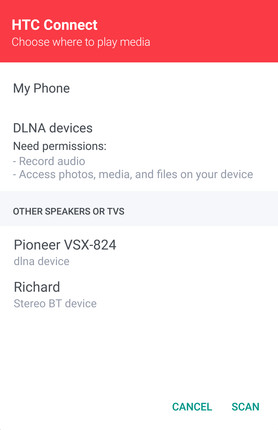 HTC Connect
Choose where to play media
My Phone
DLNA devices
Need permissions:
- Record audio
- Access photos, media, and files on your device
OTHER SPEAKERS OR TVS
Pioneer VSX-824
dlna device
Richard
Stereo BT device
CANCEL SCAN